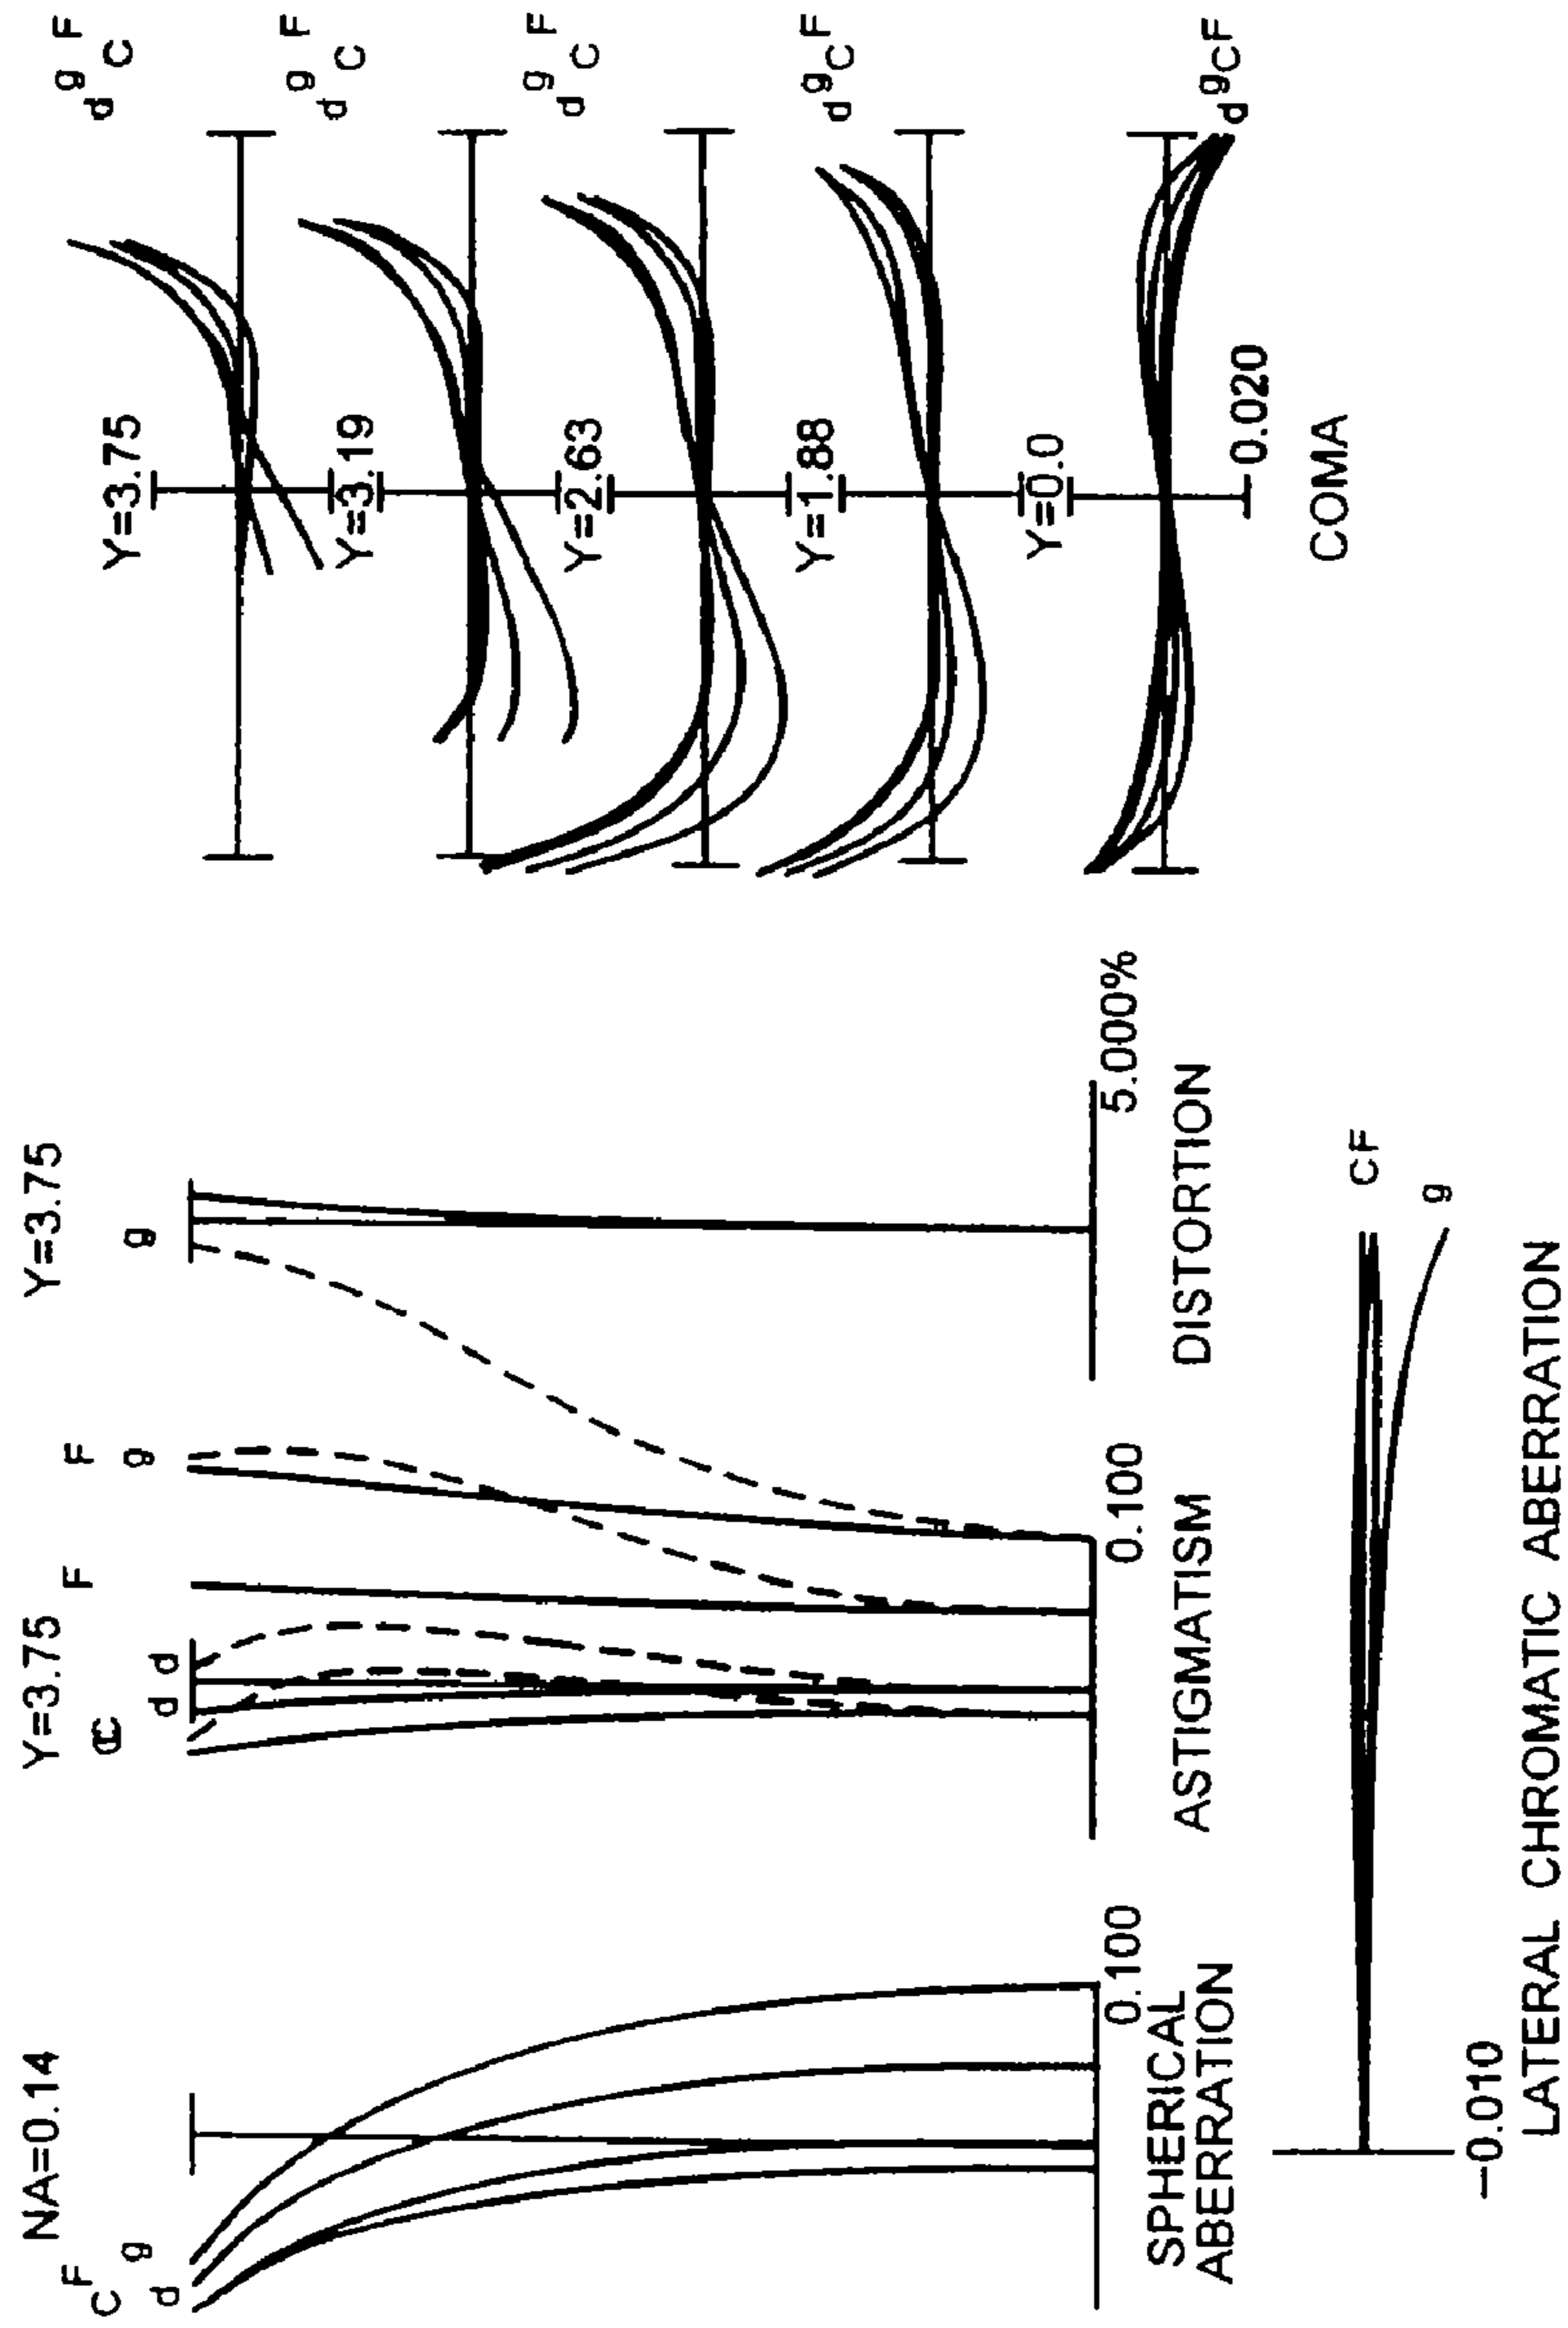 NA=0.14
C F
d g
SPHERICAL
ABERRATION
0.100
Y=3.75
C F F
d d g
ASTIGMATISM
0.100
Y=3.75
g
DISTORTION
5.000%
Y=3.75
d g C F
Y=3.19
d g C F
Y=2.63
d g C F
Y=1.88
d g C F
Y=0.0
d g C F
0.020
COMA
CF
g
−0.010
LATERAL CHROMATIC ABERRATION